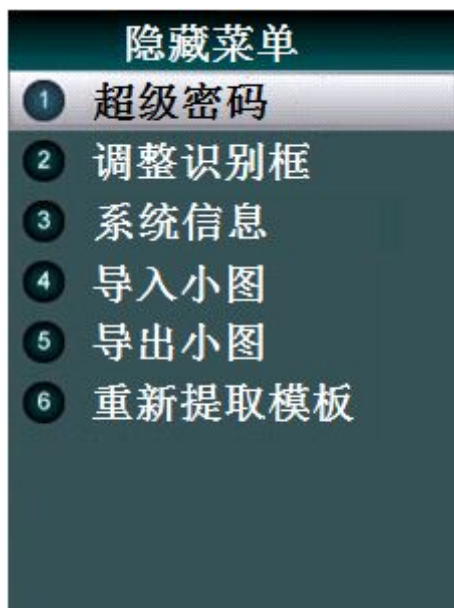 隐藏菜单
1 超级密码
2 调整识别框
3 系统信息
4 导入小图
5 导出小图
6 重新提取模板